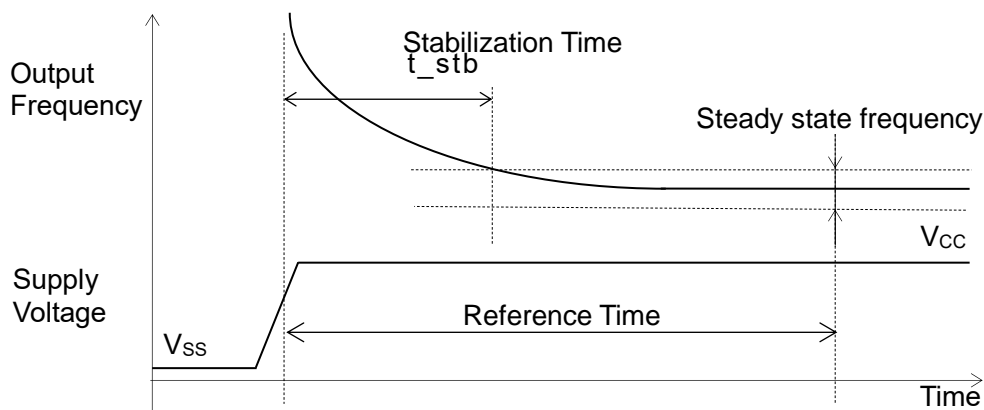 Stabilization Time
t_stb
Output
Frequency
Steady state frequency
VCC
Supply
Voltage
Reference Time
VSS
Time